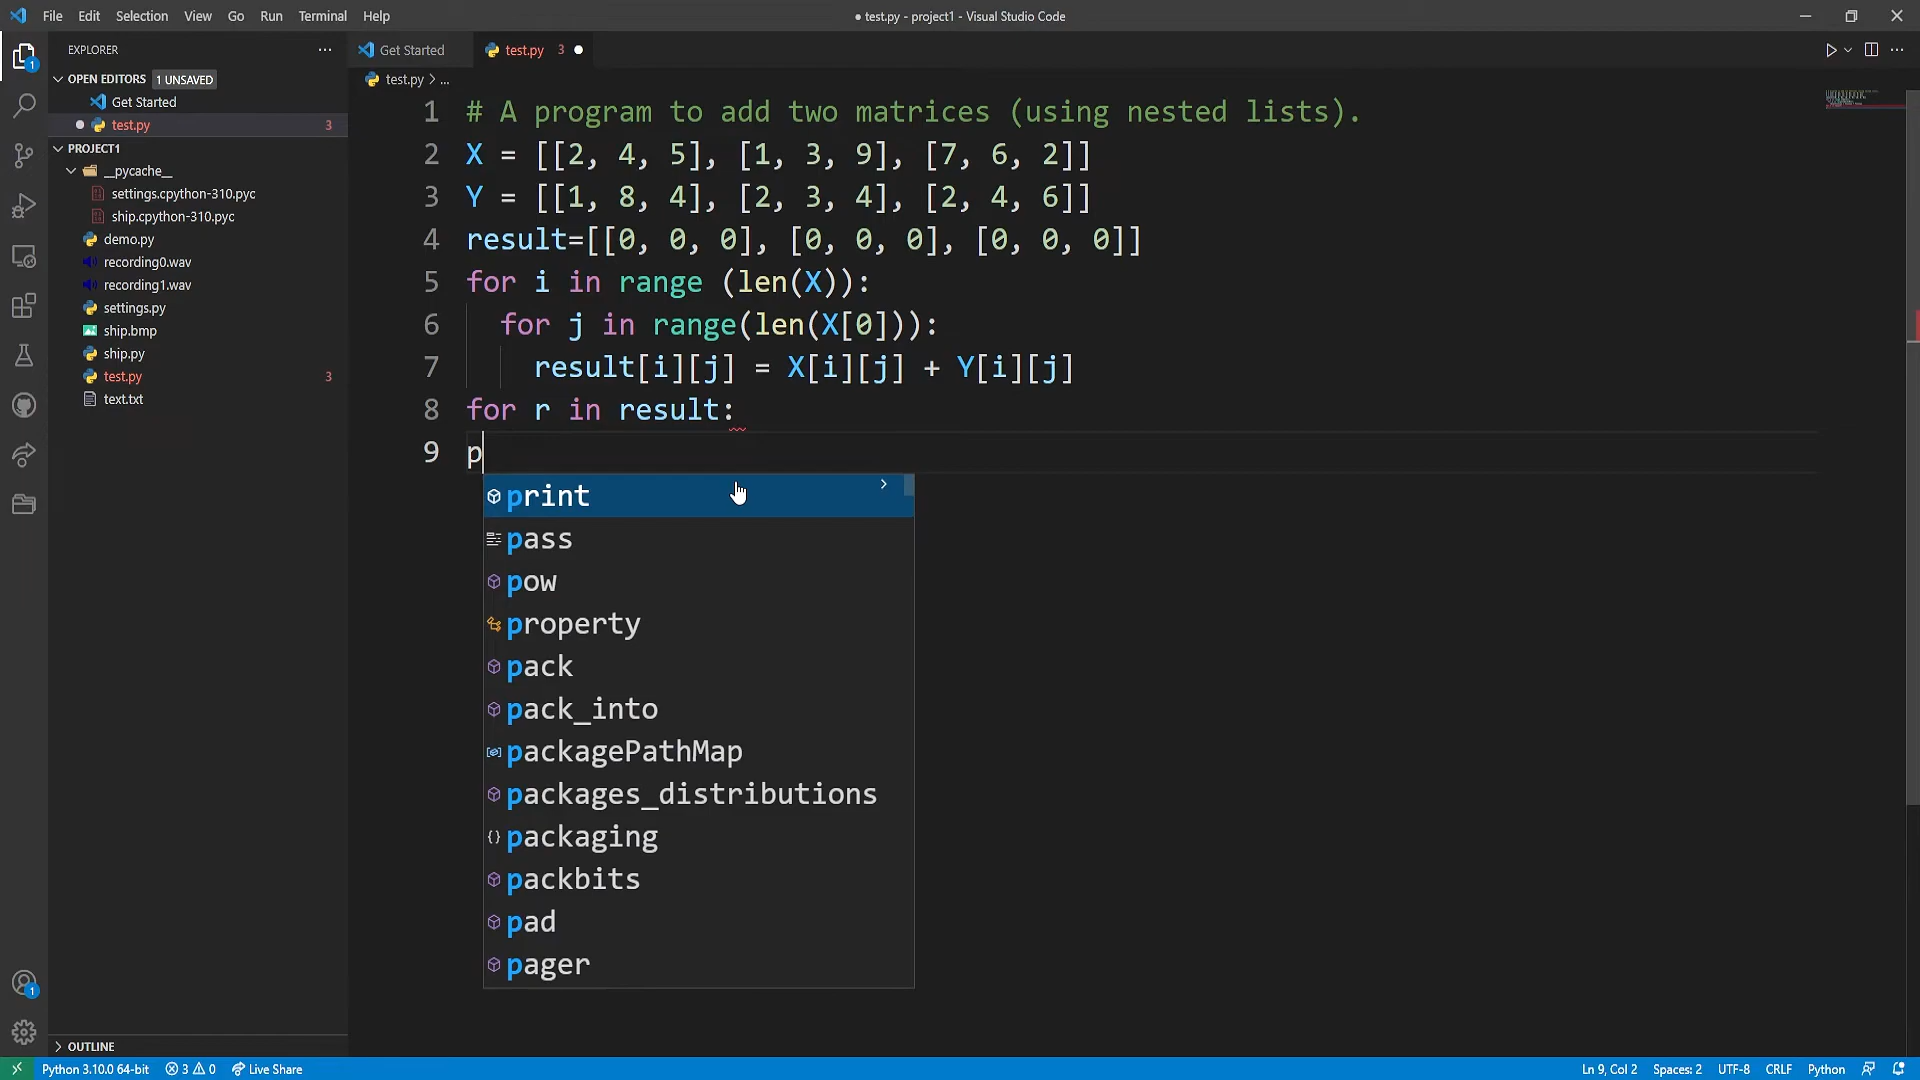 File Edit Selection View Go Run Terminal Help
● test.py - project1 - Visual Studio Code
EXPLORER
OPEN EDITORS 1 UNSAVED
Get Started
test.py 3
PROJECT1
__pycache__
settings.cpython-310.pyc
ship.cpython-310.pyc
demo.py
recording0.wav
recording1.wav
settings.py
ship.bmp
ship.py
test.py 3
text.txt
OUTLINE
Get Started test.py 3
test.py > ...
1 # A program to add two matrices (using nested lists).
2 X = [[2, 4, 5], [1, 3, 9], [7, 6, 2]]
3 Y = [[1, 8, 4], [2, 3, 4], [2, 4, 6]]
4 result=[[0, 0, 0], [0, 0, 0], [0, 0, 0]]
5 for i in range (len(X)):
6 for j in range(len(X[0])):
7 result[i][j] = X[i][j] + Y[i][j]
8 for r in result:
9 p
print
pass
pow
property
pack
pack_into
packagePathMap
packages_distributions
packaging
packbits
pad
pager
1
1
Python 3.10.0 64-bit 3 0 Live Share
Ln 9, Col 2 Spaces: 2 UTF-8 CRLF Python